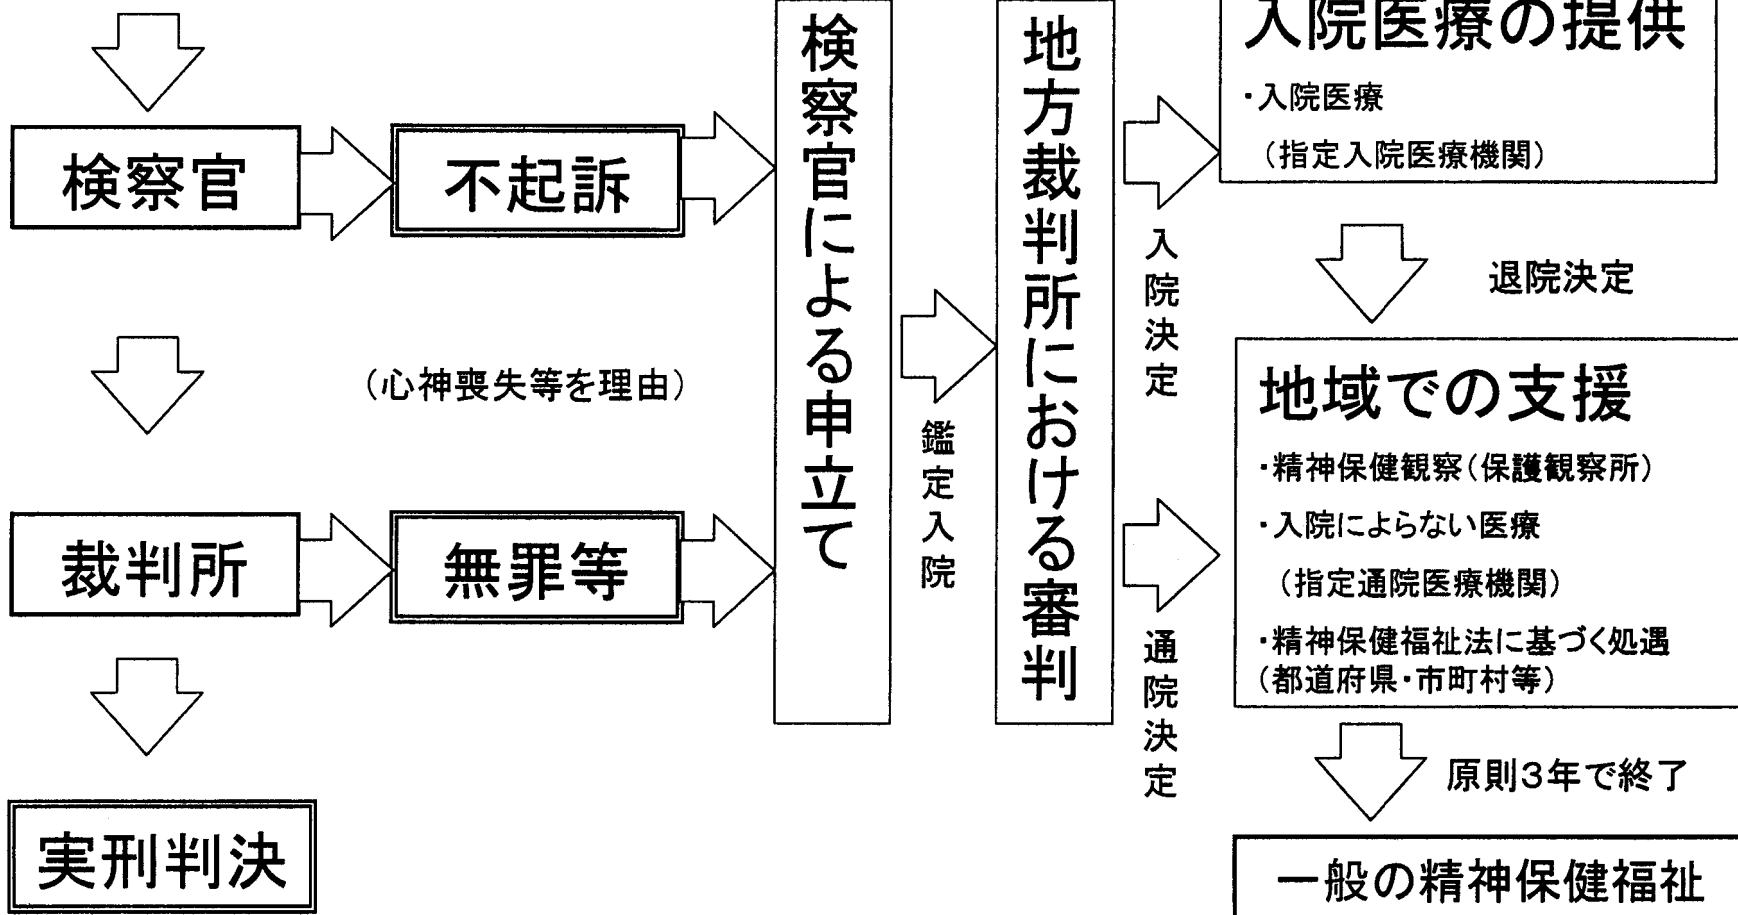 検察官
不起訴
(心神喪失等を理由)
裁判所
無罪等
実刑判決
検察官による申立て
鑑定入院
地方裁判所における審判
入院決定
通院決定
入院医療の提供
・入院医療
(指定入院医療機関)
退院決定
地域での支援
・精神保健観察(保護観察所)
・入院によらない医療
(指定通院医療機関)
・精神保健福祉法に基づく処遇
(都道府県・市町村等)
原則3年で終了
一般の精神保健福祉